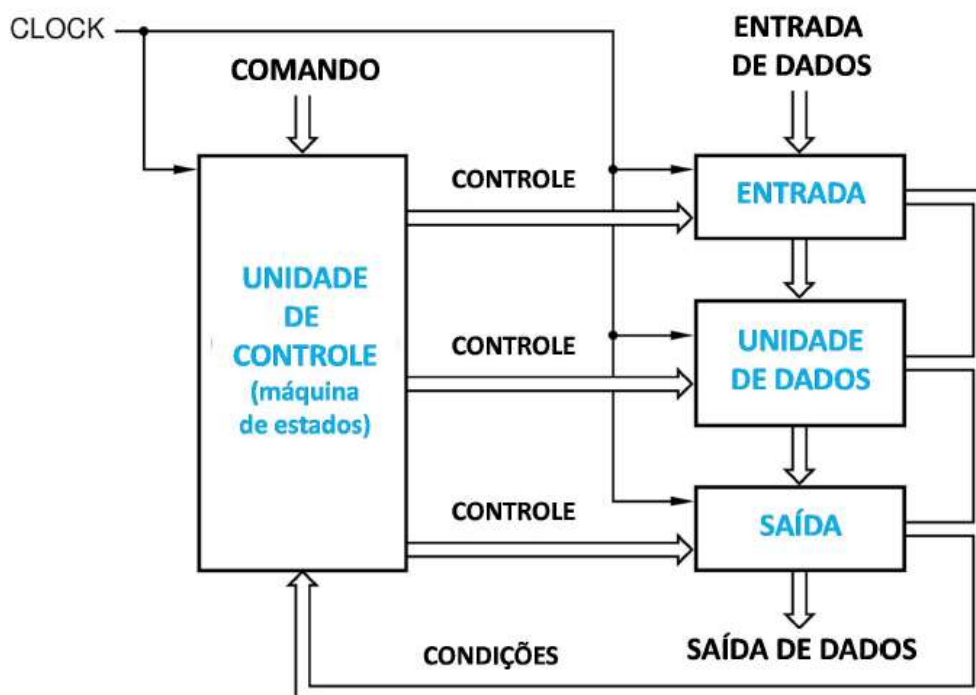 CLOCK
COMANDO
ENTRADA
DE DADOS
CONTROLE
ENTRADA
UNIDADE
DE
CONTROLE
(máquina
de estados)
CONTROLE
UNIDADE
DE DADOS
CONTROLE
SAÍDA
CONDIÇÕES
SAÍDA DE DADOS